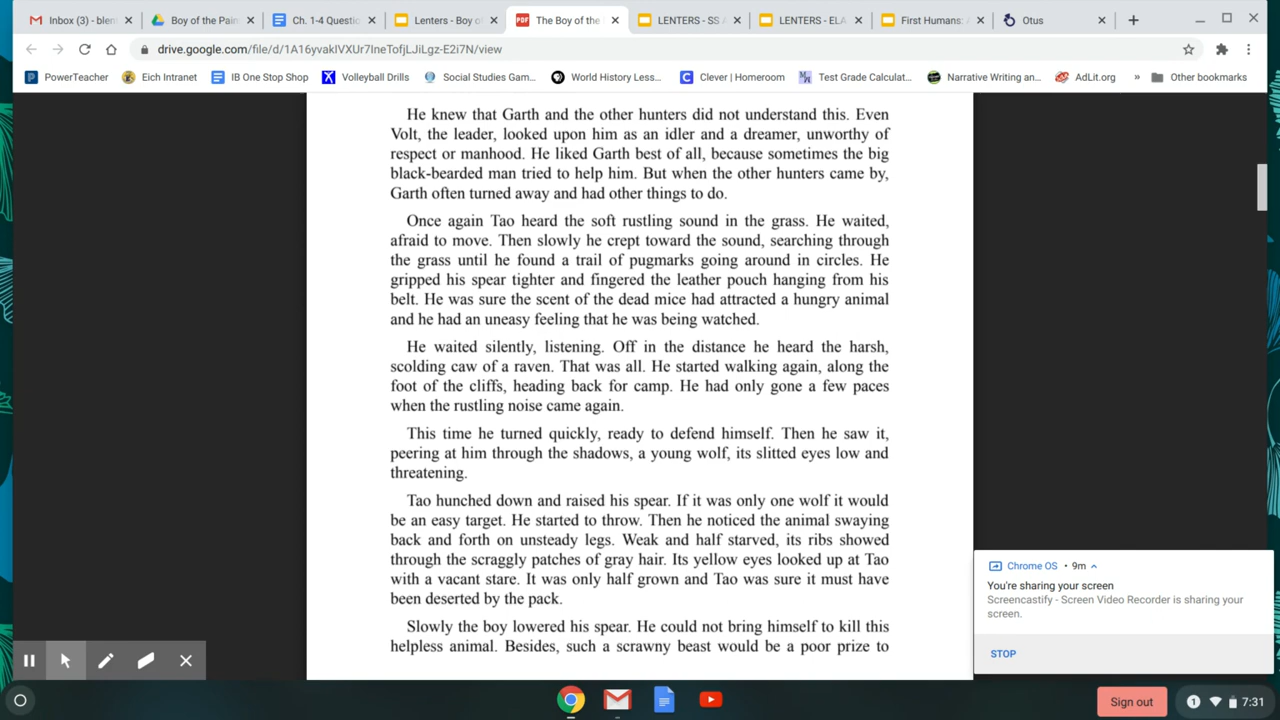 Inbox (3) - blen
Boy of the Pain
Ch. 1-4 Questio
Lenters - Boy o
PDF
The Boy of the
LENTERS - SS
LENTERS - ELA
First Humans:
Otus
drive.google.com/file/d/1A16yvakIVXUr7IneTofjLJiLgz-E2i7N/view
PowerTeacher
Eich Intranet
IB One Stop Shop
Volleyball Drills
Social Studies Gam...
World History Less...
Clever | Homeroom
Test Grade Calculat...
Narrative Writing an...
AdLit.org
»
Other bookmarks
He knew that Garth and the other hunters did not understand this. Even
Volt, the leader, looked upon him as an idler and a dreamer, unworthy of
respect or manhood. He liked Garth best of all, because sometimes the big
black-bearded man tried to help him. But when the other hunters came by,
Garth often turned away and had other things to do.
Once again Tao heard the soft rustling sound in the grass. He waited,
afraid to move. Then slowly he crept toward the sound, searching through
the grass until he found a trail of pugmarks going around in circles. He
gripped his spear tighter and fingered the leather pouch hanging from his
belt. He was sure the scent of the dead mice had attracted a hungry animal
and he had an uneasy feeling that he was being watched.
He waited silently, listening. Off in the distance he heard the harsh,
scolding caw of a raven. That was all. He started walking again, along the
foot of the cliffs, heading back for camp. He had only gone a few paces
when the rustling noise came again.
This time he turned quickly, ready to defend himself. Then he saw it,
peering at him through the shadows, a young wolf, its slitted eyes low and
threatening.
Tao hunched down and raised his spear. If it was only one wolf it would
be an easy target. He started to throw. Then he noticed the animal swaying
back and forth on unsteady legs. Weak and half starved, its ribs showed
through the scraggly patches of gray hair. Its yellow eyes looked up at Tao
with a vacant stare. It was only half grown and Tao was sure it must have
been deserted by the pack.
Slowly the boy lowered his spear. He could not bring himself to kill this
helpless animal. Besides, such a scrawny beast would be a poor prize to
Chrome OS • 9m
You're sharing your screen
Screencastify - Screen Video Recorder is sharing your
screen.
STOP
Sign out
1
7:31